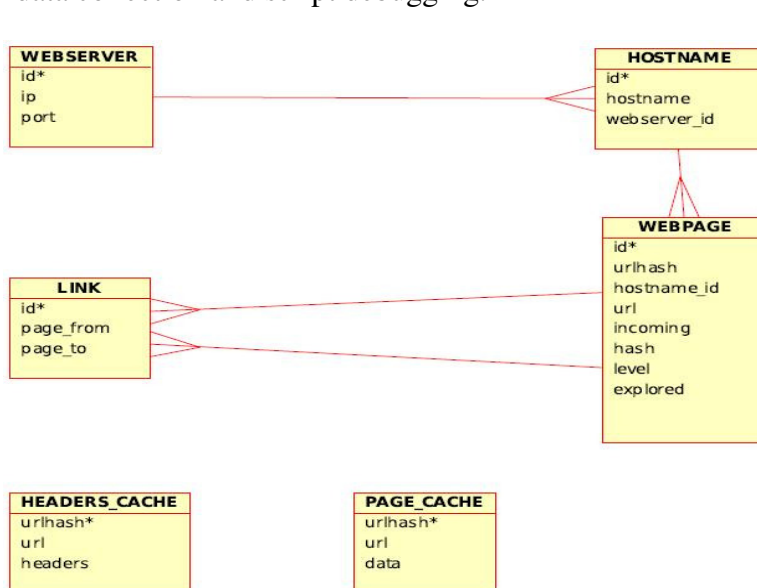 WEBSERVER
id*
ip
port
HOSTNAME
id*
hostname
webserver_id
WEBPAGE
id*
urlhash
hostname_id
url
incoming
hash
level
explored
LINK
id*
page_from
page_to
HEADERS_CACHE
urlhash*
url
headers
PAGE_CACHE
urlhash*
url
data